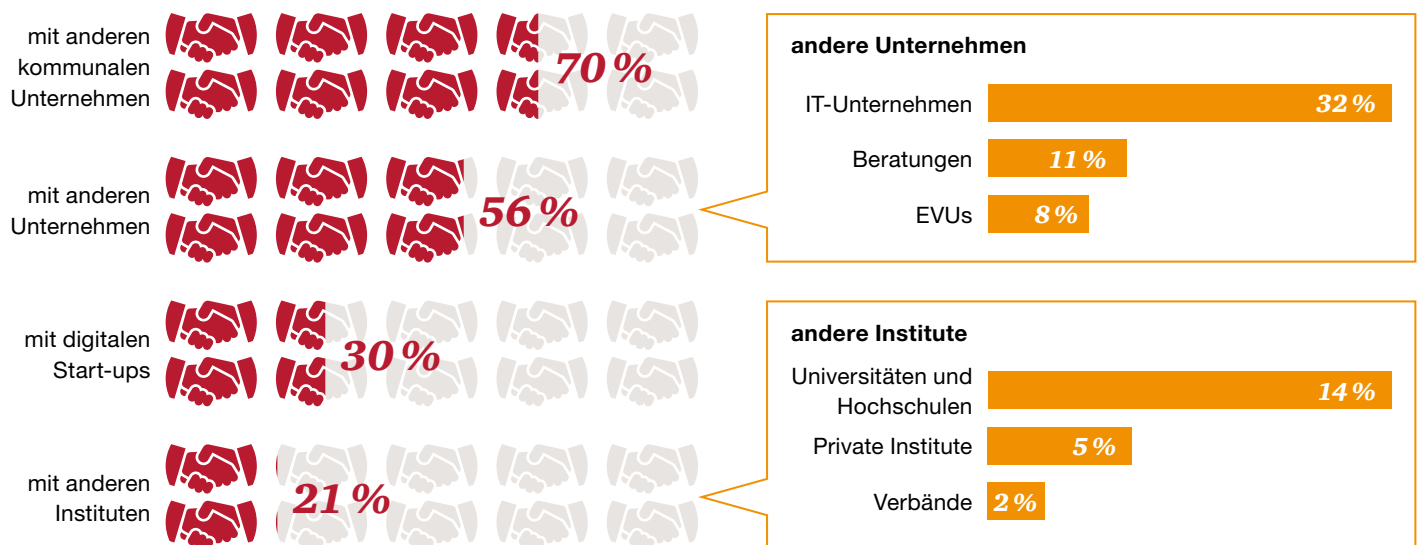 mit anderen
kommunalen
Unternehmen
70 %
mit anderen
Unternehmen
56 %
mit digitalen
Start-ups
30 %
mit anderen
Instituten
21 %
andere Unternehmen
IT-Unternehmen
32 %
Beratungen
11 %
EVUs
8 %
andere Institute
Universitäten und
Hochschulen
14 %
Private Institute
5 %
Verbände
2 %